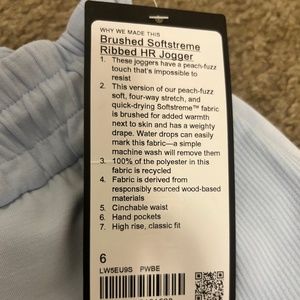 WHY WE MADE THIS
Brushed Softstreme
Ribbed HR Jogger
1. These joggers have a peach-fuzz
touch that's impossible to
resist
2. This version of our peach-fuzz
soft, four-way stretch, and
quick-drying Softstreme™ fabric
is brushed for added warmth
next to skin and has a weighty
drape. Water drops can easily
mark this fabric—a simple
machine wash will remove them
3. 100% of the polyester in this
fabric is recycled
4. Fabric is derived from
responsibly sourced wood-based
materials
5. Cinchable waist
6. Hand pockets
7. High rise, classic fit
6
LW5EU9S PWBE